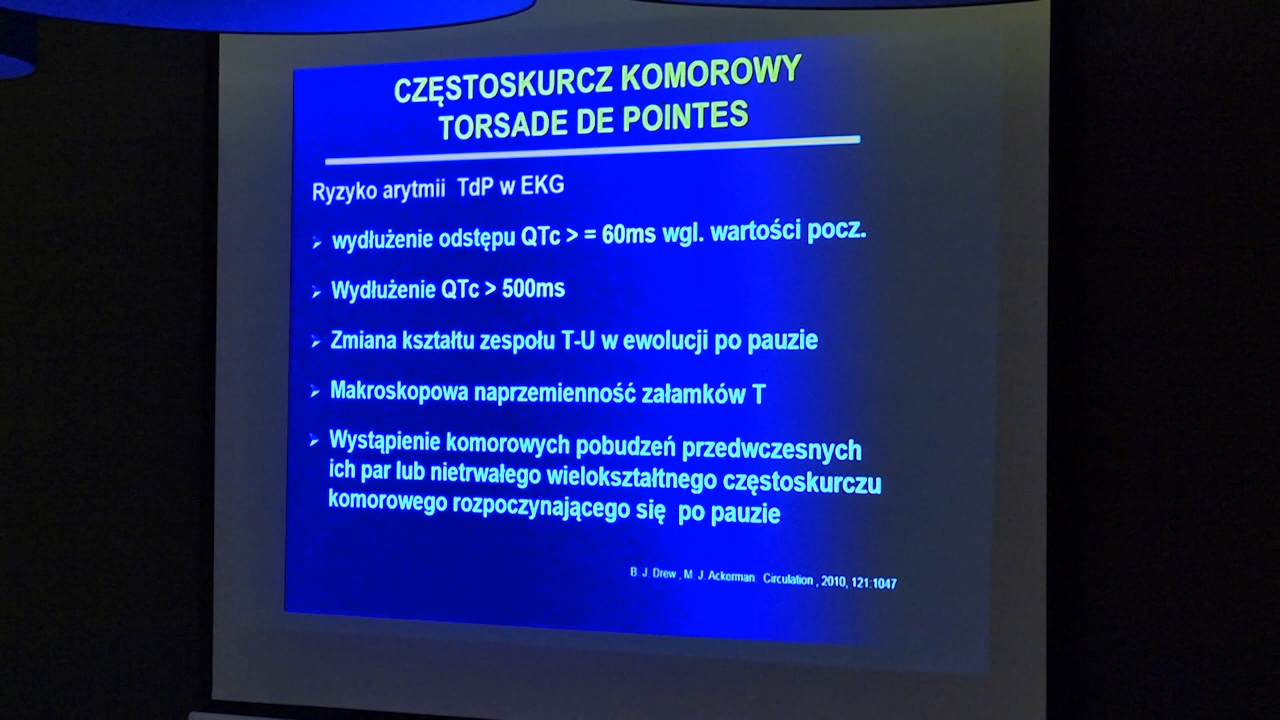 CZĘSTOSKURCZ KOMOROWY
TORSADE DE POINTES
Ryzyko arytmii TdP w EKG
➢ wydłużenie odstępu QTc > = 60ms wgl. wartości pocz.
➢ Wydłużenie QTc > 500ms
➢ Zmiana kształtu zespołu T-U w ewolucji po pauzie
➢ Makroskopowa naprzemienność załamków T
➢ Wystąpienie komorowych pobudzeń przedwczesnych
ich par lub nietrwałego wielokształtnego częstoskurczu
komorowego rozpoczynającego się po pauzie
B. J. Drew , M. J. Ackerman. Circulation , 2010, 121:1047